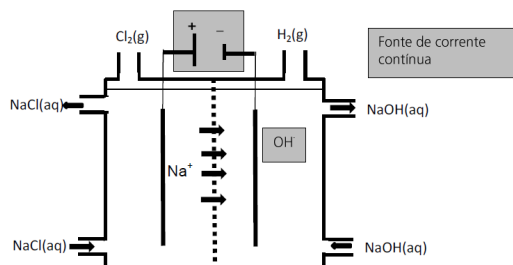 Cl₂(g)
+
−
H₂(g)
Fonte de corrente
contínua
NaCl(aq)
NaOH(aq)
OH⁻
Na⁺
NaCl(aq)
NaOH(aq)